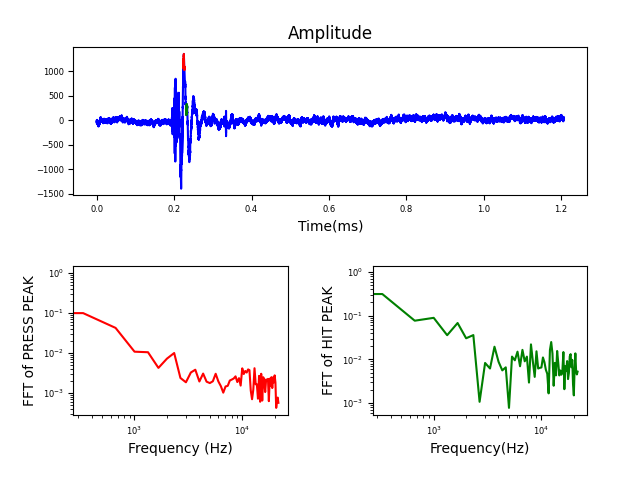 Amplitude
1000
500
0
−500
−1000
−1500
0.0 0.2 0.4 0.6 0.8 1.0 1.2
Time(ms)
FFT of PRESS PEAK
10⁰
10⁻¹
10⁻²
10⁻³
10³ 10⁴
Frequency (Hz)
FFT of HIT PEAK
10⁰
10⁻¹
10⁻²
10⁻³
10³ 10⁴
Frequency(Hz)